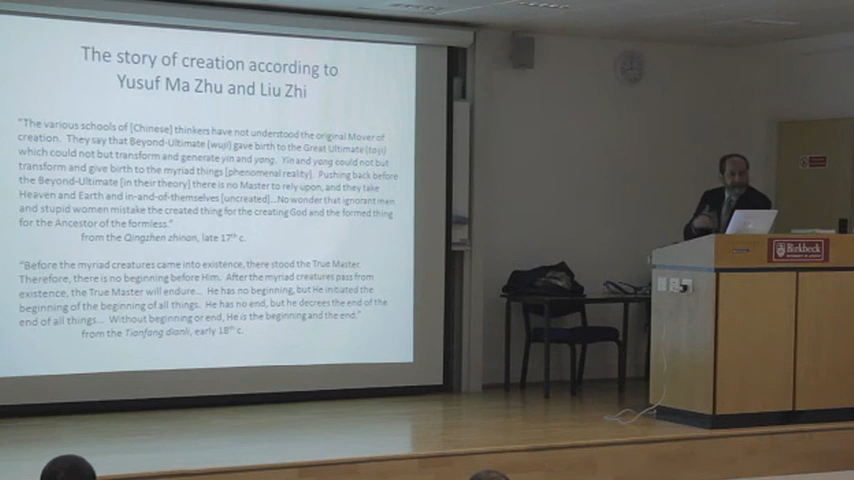 The story of creation according to
Yusuf Ma Zhu and Liu Zhi
"The various schools of [Chinese] thinkers have not understood the original Mover of
creation. They say that Beyond-Ultimate (wuji) gave birth to the Great Ultimate (taiji)
which could not but transform and generate yin and yang. Yin and yang could not but
transform and give birth to the myriad things [phenomenal reality]. Pushing back before
the Beyond-Ultimate [in their theory] there is no Master to rely upon, and they take
Heaven and Earth and in-and-of-themselves [uncreated]...No wonder that ignorant men
and stupid women mistake the created thing for the creating God and the formed thing
for the Ancestor of the formless."
from the Qingzhen zhinan, late 17th c.
"Before the myriad creatures came into existence, there stood the True Master.
Therefore, there is no beginning before Him. After the myriad creatures pass from
existence, the True Master will endure... He has no beginning, but He initiated the
beginning of the beginning of all things. He has no end, but he decrees the end of the
end of all things... Without beginning or end, He is the beginning and the end."
from the Tianfang dianli, early 18th c.
Birkbeck